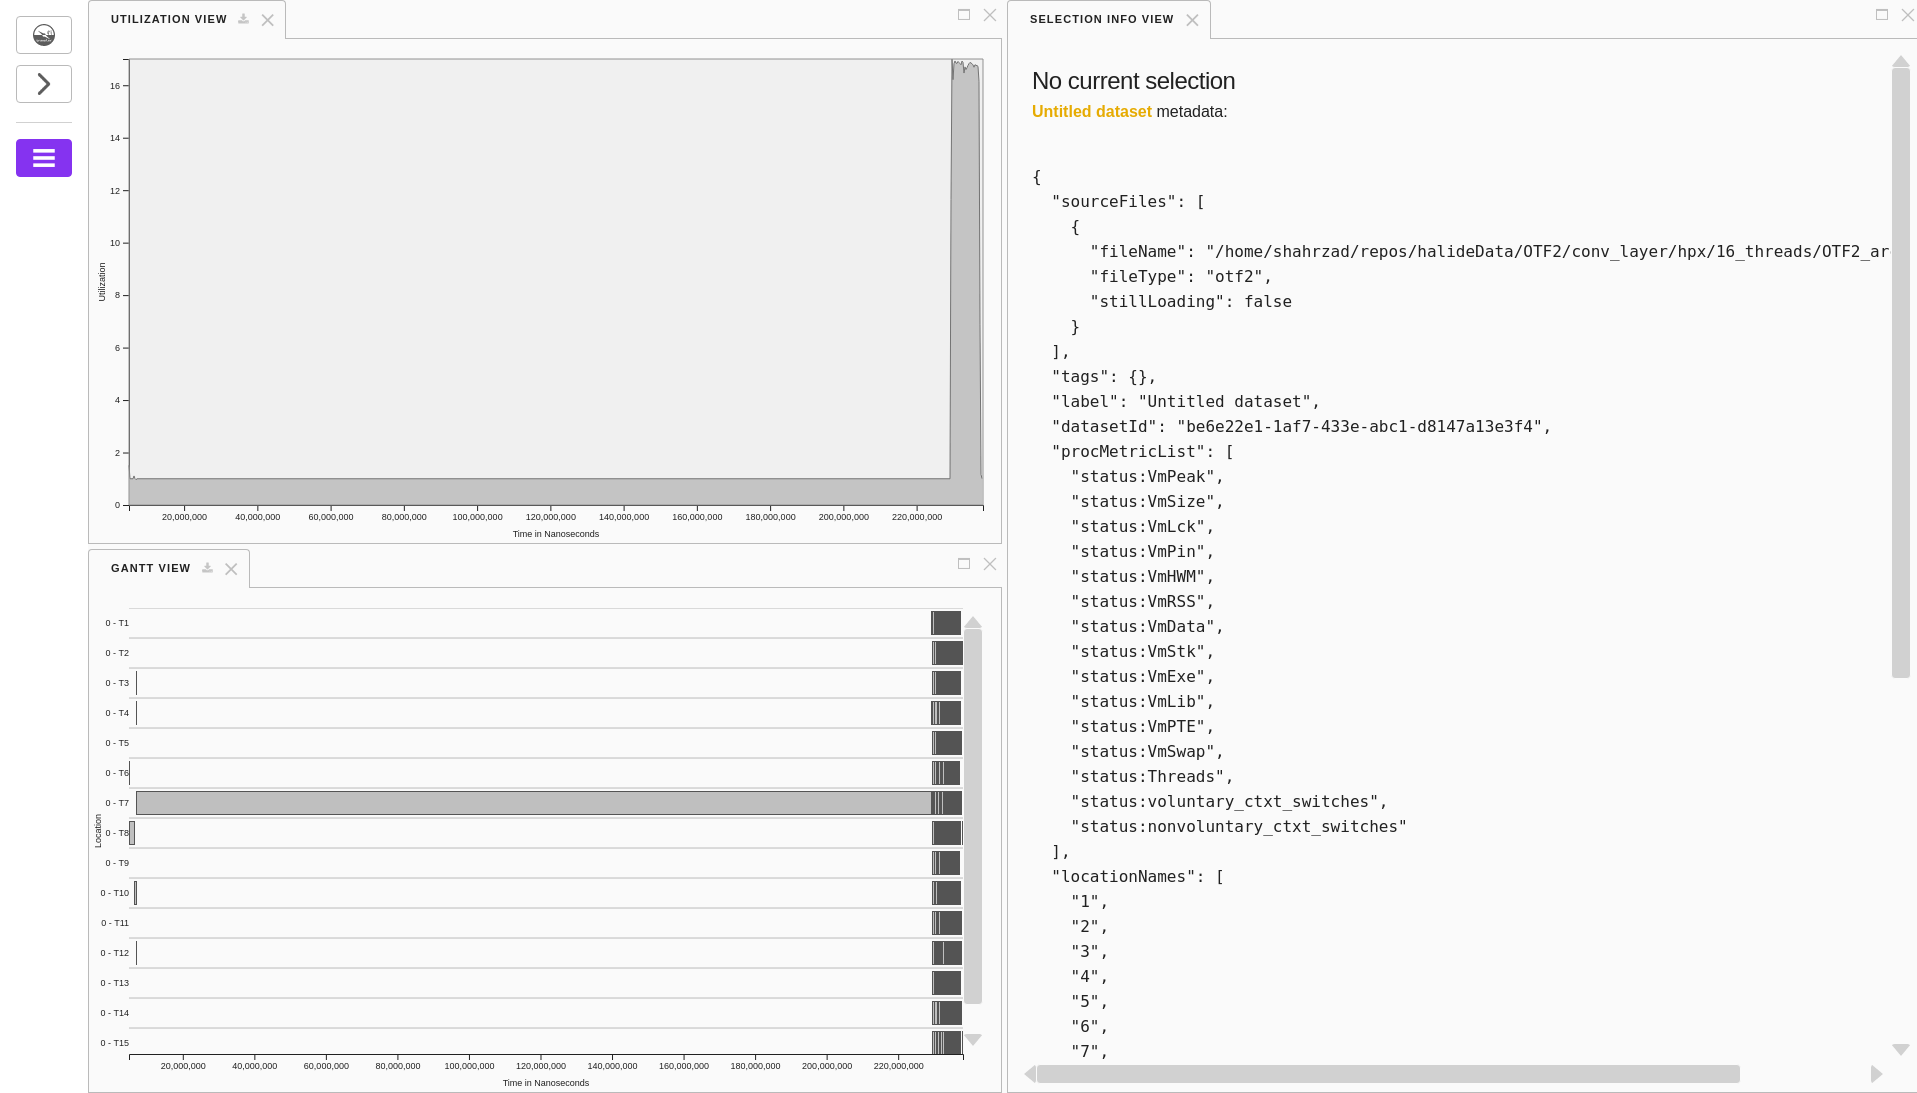 UTILIZATION VIEW
16
14
12
10
8
6
4
2
0
Utilization
20,000,000 40,000,000 60,000,000 80,000,000 100,000,000 120,000,000 140,000,000 160,000,000 180,000,000 200,000,000 220,000,000
Time in Nanoseconds
GANTT VIEW
0 - T1
0 - T2
0 - T3
0 - T4
0 - T5
0 - T6
0 - T7
0 - T8
0 - T9
0 - T10
0 - T11
0 - T12
0 - T13
0 - T14
0 - T15
Location
20,000,000 40,000,000 60,000,000 80,000,000 100,000,000 120,000,000 140,000,000 160,000,000 180,000,000 200,000,000 220,000,000
Time in Nanoseconds
SELECTION INFO VIEW
No current selection
Untitled dataset metadata:
{
"sourceFiles": [
{
"fileName": "/home/shahrzad/repos/halideData/OTF2/conv_layer/hpx/16_threads/OTF2_ar
"fileType": "otf2",
"stillLoading": false
}
],
"tags": {},
"label": "Untitled dataset",
"datasetId": "be6e22e1-1af7-433e-abc1-d8147a13e3f4",
"procMetricList": [
"status:VmPeak",
"status:VmSize",
"status:VmLck",
"status:VmPin",
"status:VmHWM",
"status:VmRSS",
"status:VmData",
"status:VmStk",
"status:VmExe",
"status:VmLib",
"status:VmPTE",
"status:VmSwap",
"status:Threads",
"status:voluntary_ctxt_switches",
"status:nonvoluntary_ctxt_switches"
],
"locationNames": [
"1",
"2",
"3",
"4",
"5",
"6",
"7",